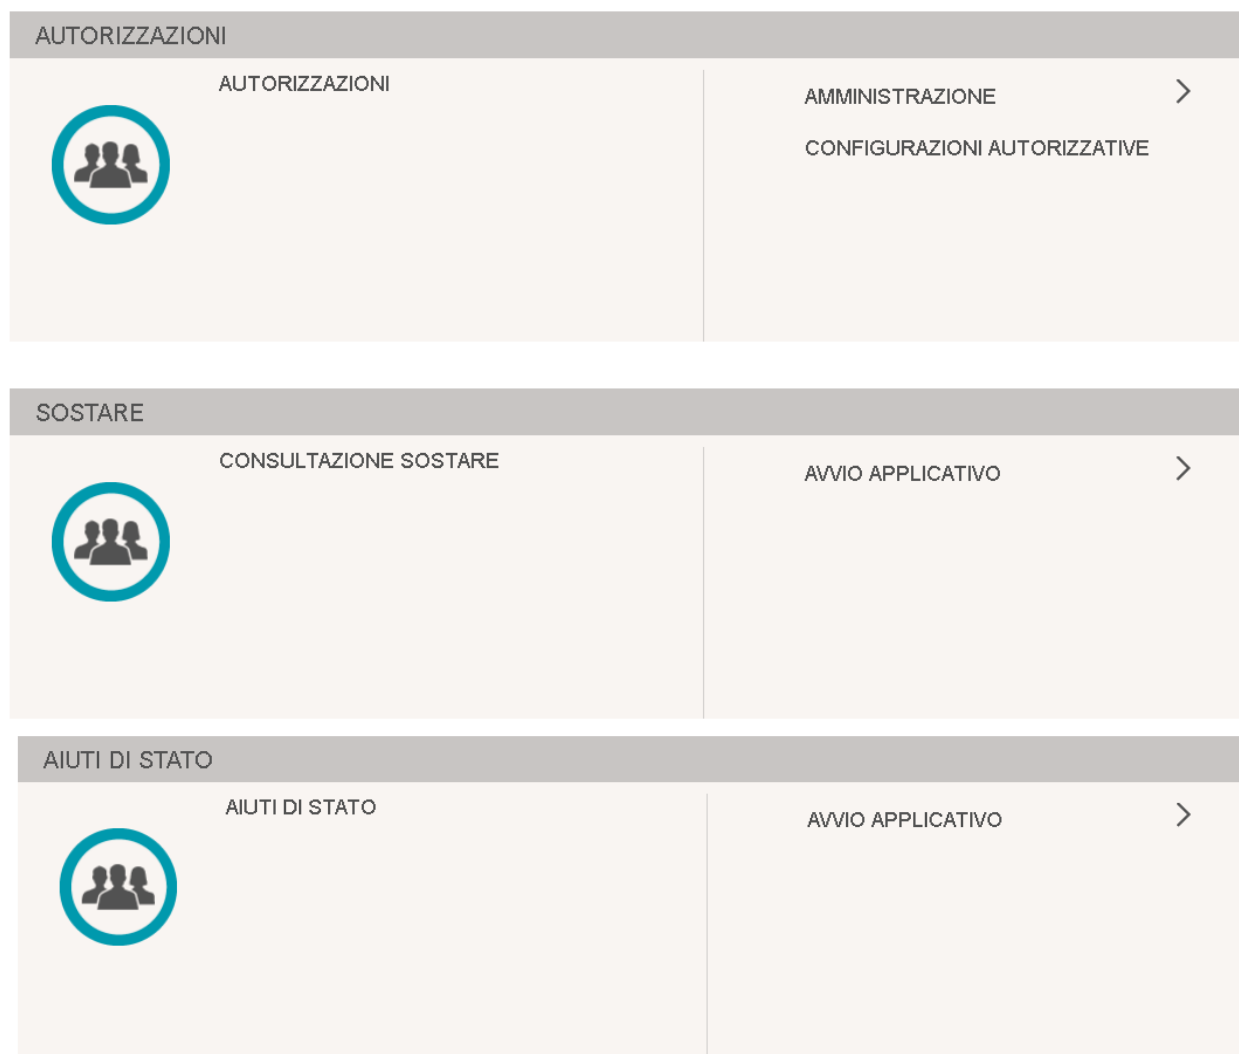 AUTORIZZAZIONI
AUTORIZZAZIONI
AMMINISTRAZIONE
CONFIGURAZIONI AUTORIZZATIVE
SOSTARE
CONSULTAZIONE SOSTARE
AVVIO APPLICATIVO
AIUTI DI STATO
AIUTI DI STATO
AVVIO APPLICATIVO